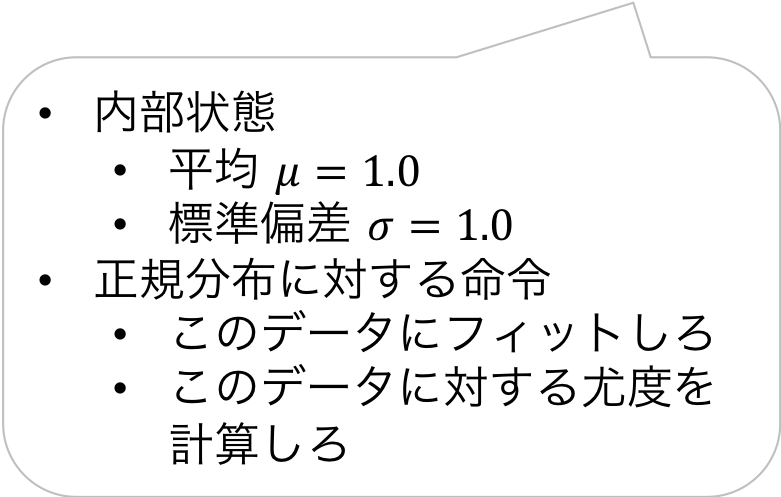 • 内部状態
• 平均 𝜇 = 1.0
• 標準偏差 𝜎 = 1.0
• 正規分布に対する命令
• このデータにフィットしろ
• このデータに対する尤度を
計算しろ